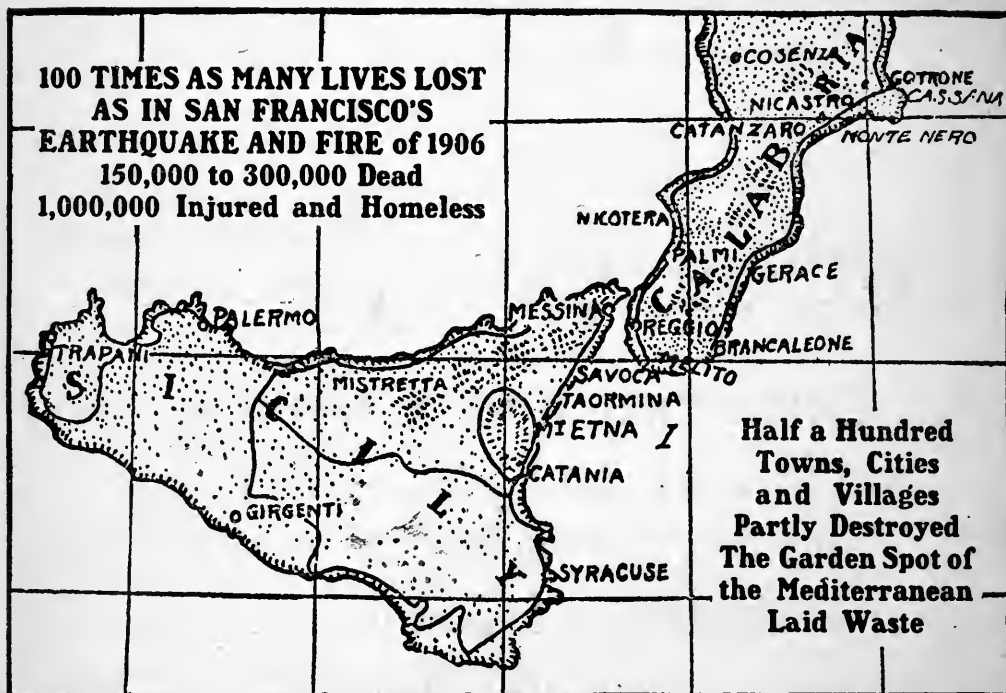 100 TIMES AS MANY LIVES LOST
AS IN SAN FRANCISCO'S
EARTHQUAKE AND FIRE of 1906
150,000 to 300,000 Dead
1,000,000 Injured and Homeless
COSENZA
COTRONE
CASSINA
NICASTRO
CATANZARO
MONTE NERO
CALABRIA
NICOTERA
PALMI
GERACE
MESSINA
REGGIO
BRANCALEONE
PALERMO
TRAPANI
MISTRETTA
SAVOCA
TAORMINA
MT ETNA
I
CATANIA
SICILY
GIRGENTI
SYRACUSE
Half a Hundred
Towns, Cities
and Villages
Partly Destroyed
The Garden Spot of
the Mediterranean
Laid Waste